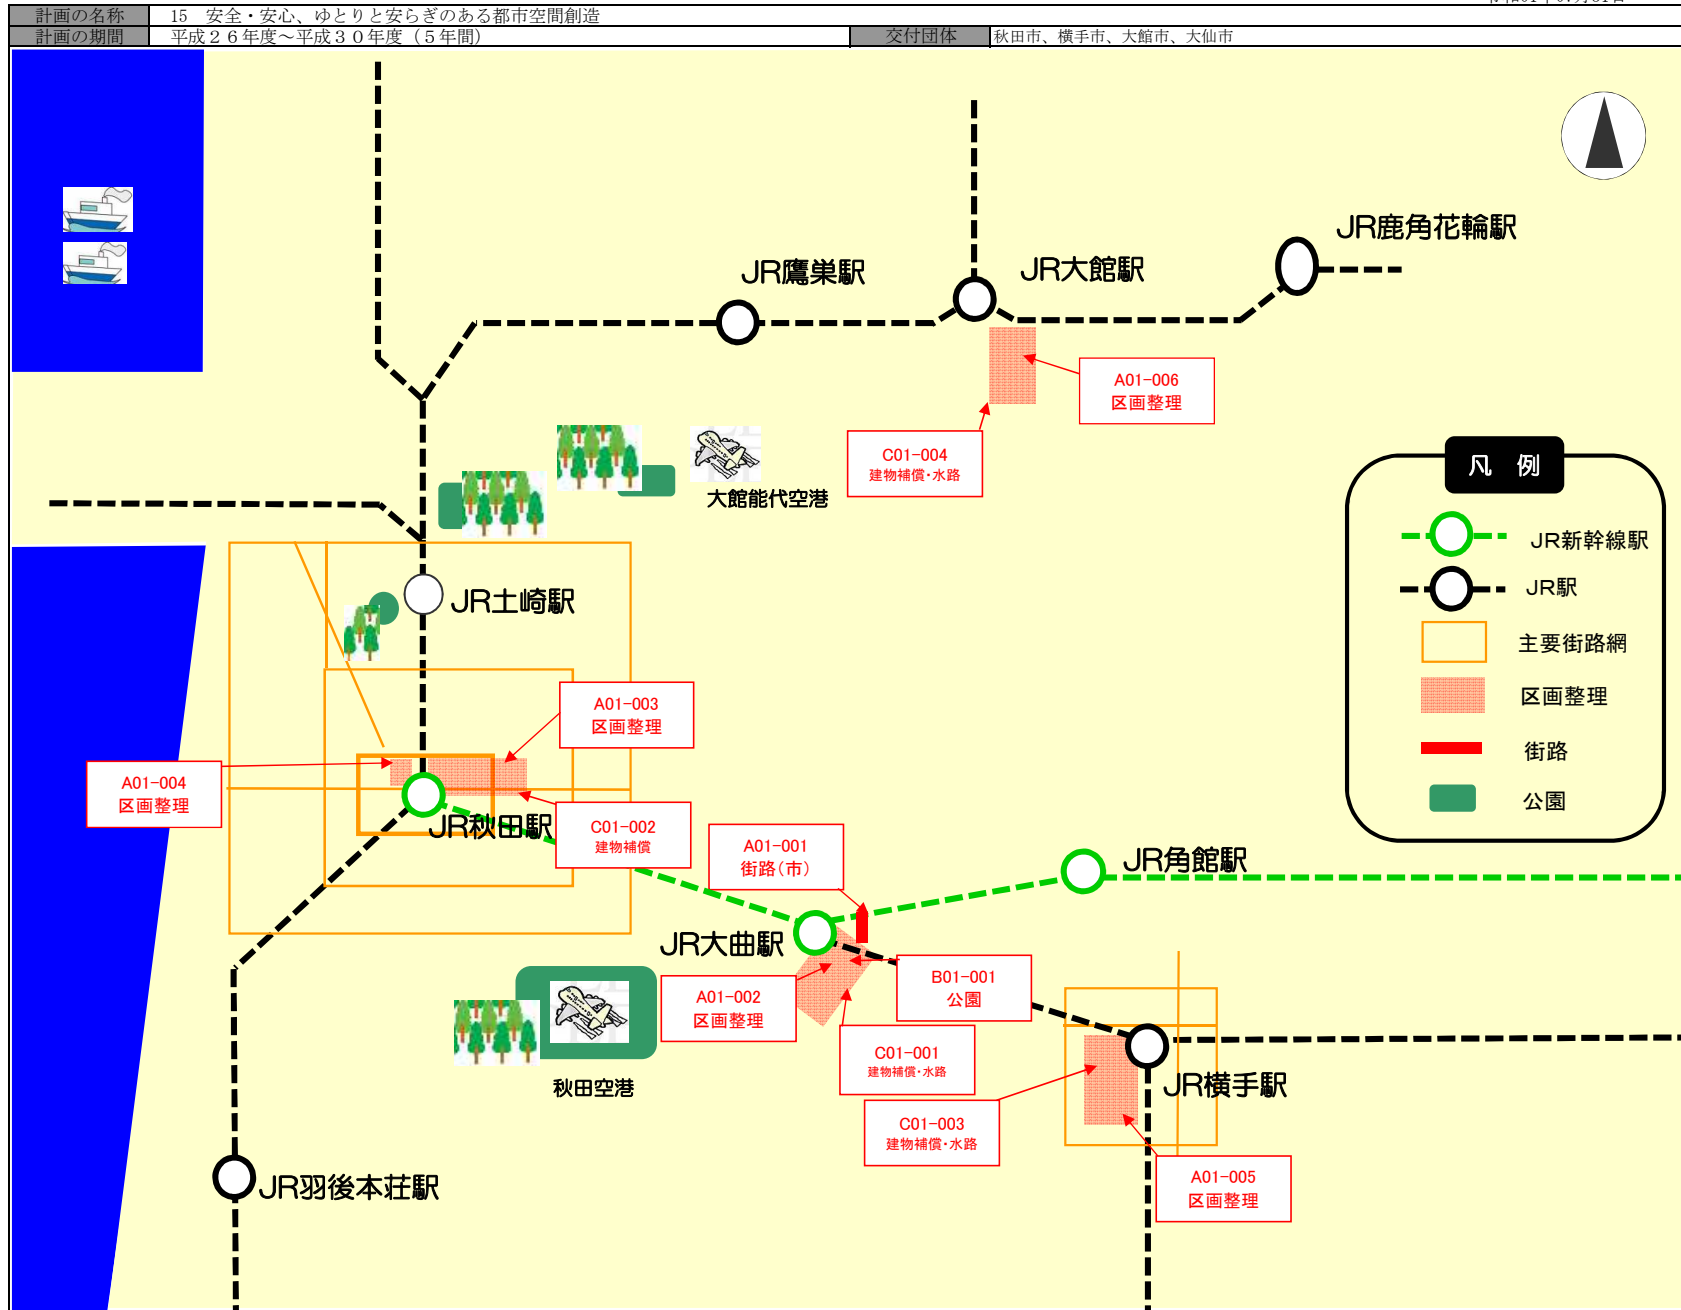 計画の名称
15 安全・安心、ゆとりと安らぎのある都市空間創造
計画の期間
平成２６年度～平成３０年度（５年間）
交付団体
秋田市、横手市、大館市、大仙市
JR鹿角花輪駅
JR鷹巣駅
JR大館駅
A01-006
区画整理
C01-004
建物補償・水路
大館能代空港
凡 例
JR新幹線駅
JR駅
主要街路網
区画整理
街路
公園
JR土崎駅
A01-003
区画整理
A01-004
区画整理
JR秋田駅
C01-002
建物補償
A01-001
街路（市）
JR角館駅
JR大曲駅
A01-002
区画整理
B01-001
公園
C01-001
建物補償・水路
秋田空港
C01-003
建物補償・水路
JR横手駅
A01-005
区画整理
JR羽後本荘駅